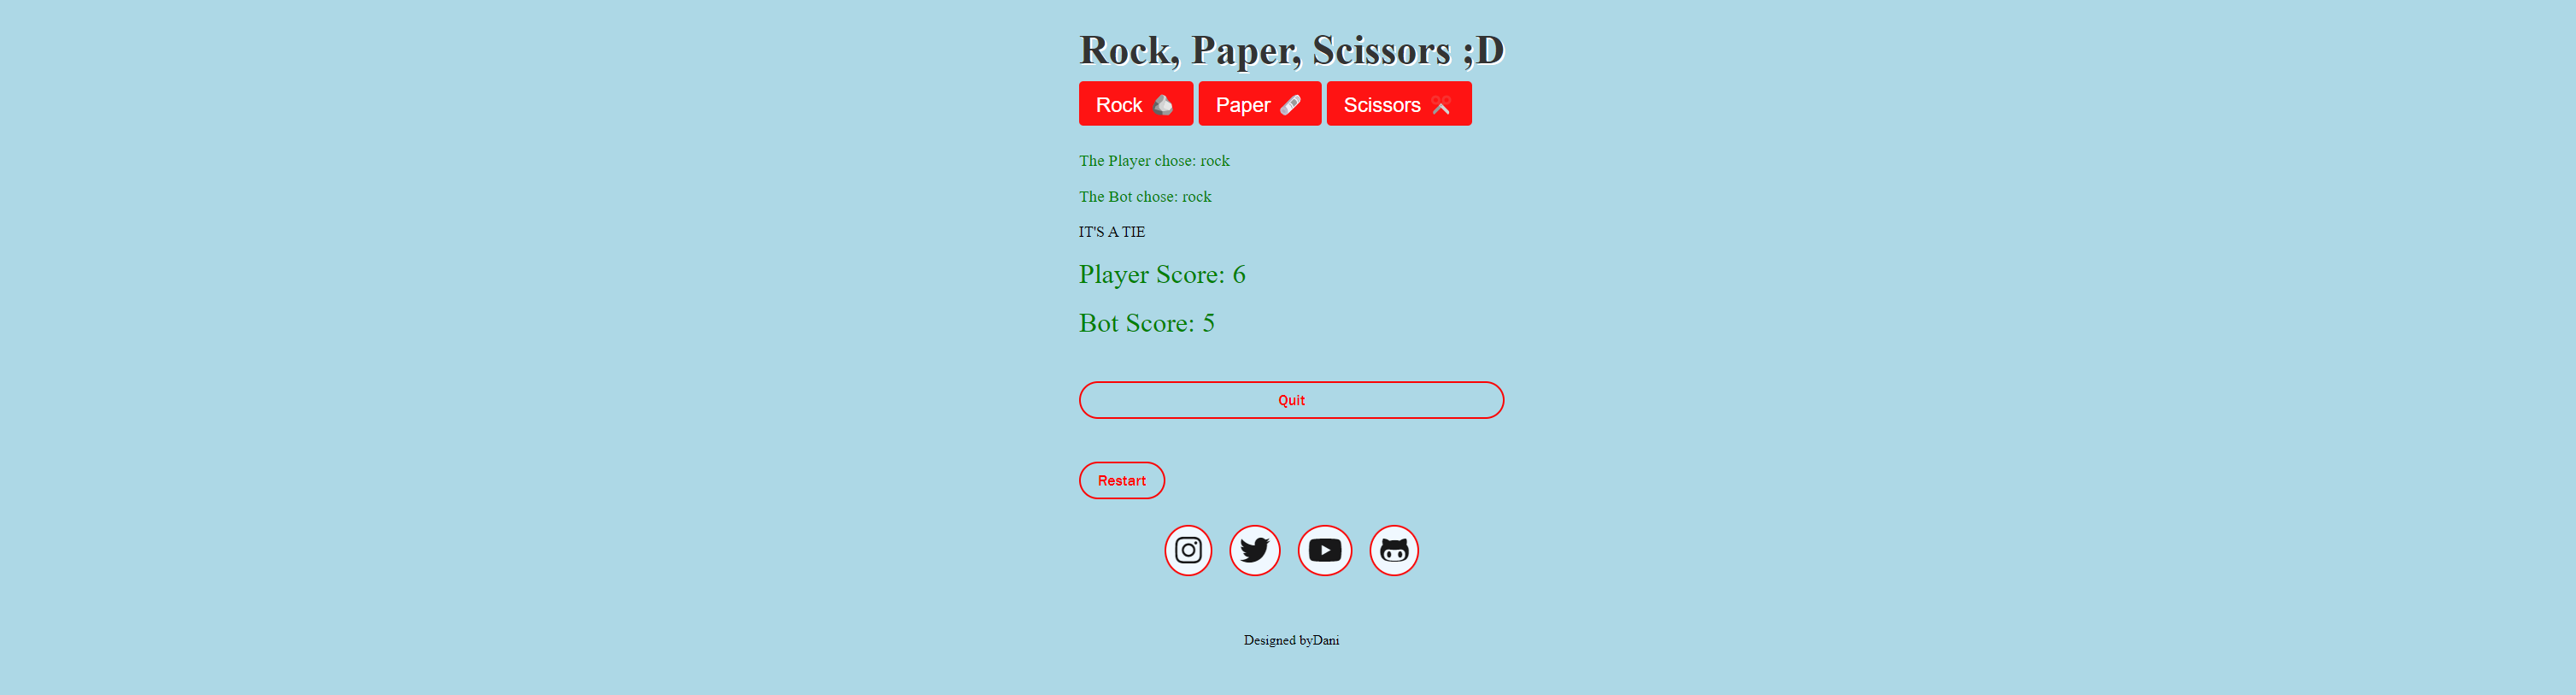 Rock, Paper, Scissors ;D
Rock Paper Scissors
The Player chose: rock
The Bot chose: rock
IT'S A TIE
Player Score: 6
Bot Score: 5
Quit
Restart
Designed byDani